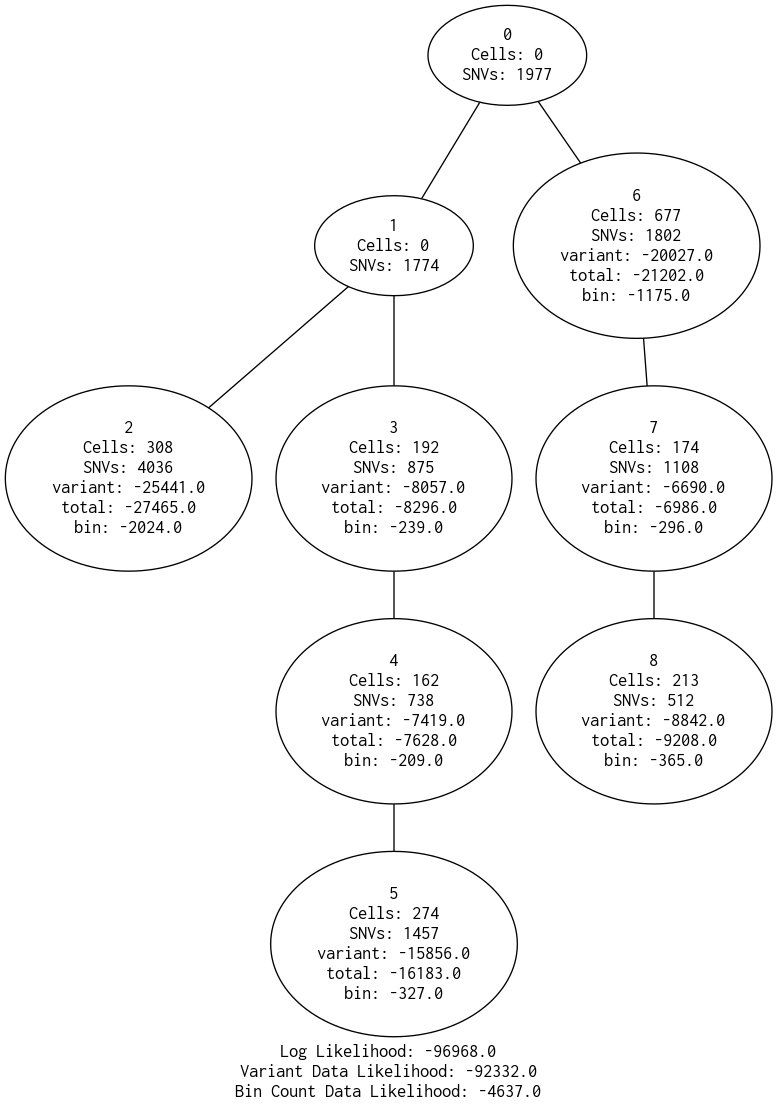 0
Cells: 0
SNVs: 1977
1
Cells: 0
SNVs: 1774
6
Cells: 677
SNVs: 1802
variant: -20027.0
total: -21202.0
bin: -1175.0
2
Cells: 308
SNVs: 4036
variant: -25441.0
total: -27465.0
bin: -2024.0
3
Cells: 192
SNVs: 875
variant: -8057.0
total: -8296.0
bin: -239.0
7
Cells: 174
SNVs: 1108
variant: -6690.0
total: -6986.0
bin: -296.0
4
Cells: 162
SNVs: 738
variant: -7419.0
total: -7628.0
bin: -209.0
8
Cells: 213
SNVs: 512
variant: -8842.0
total: -9208.0
bin: -365.0
5
Cells: 274
SNVs: 1457
variant: -15856.0
total: -16183.0
bin: -327.0
Log Likelihood: -96968.0
Variant Data Likelihood: -92332.0
Bin Count Data Likelihood: -4637.0